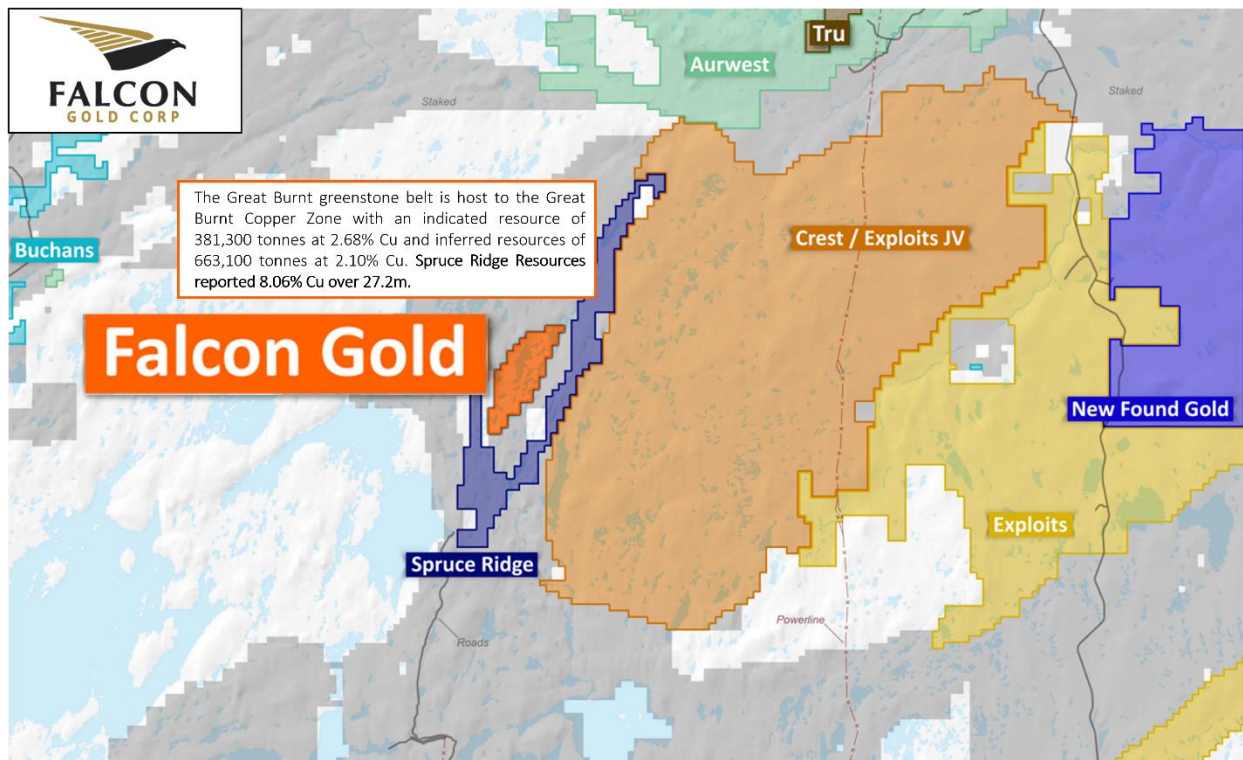 FALCON
GOLD CORP
Tru
Aurwest
Staked
Staked
The Great Burnt greenstone belt is host to the Great
Burnt Copper Zone with an indicated resource of
381,300 tonnes at 2.68% Cu and inferred resources of
663,100 tonnes at 2.10% Cu. Spruce Ridge Resources
reported 8.06% Cu over 27.2m.
Buchans
Crest / Exploits JV
Falcon Gold
New Found Gold
Exploits
Spruce Ridge
Powerline
Roads